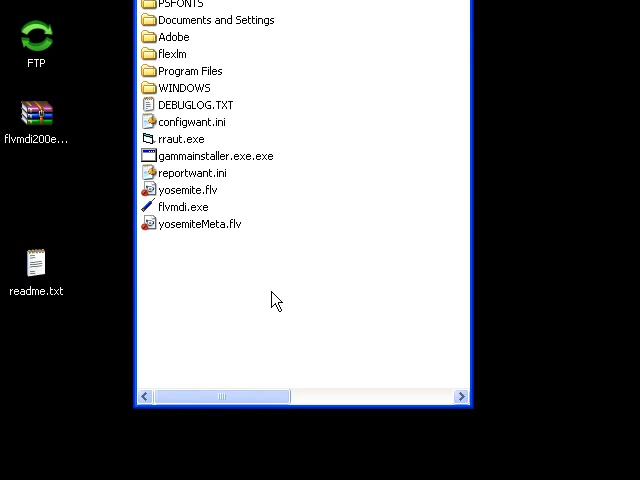 PSFONTS
Documents and Settings
Adobe
flexlm
Program Files
WINDOWS
DEBUGLOG.TXT
configwant.ini
rraut.exe
gammainstaller.exe.exe
reportwant.ini
yosemite.flv
flvmdi.exe
yosemiteMeta.flv
FTP
flvmdi200e...
readme.txt